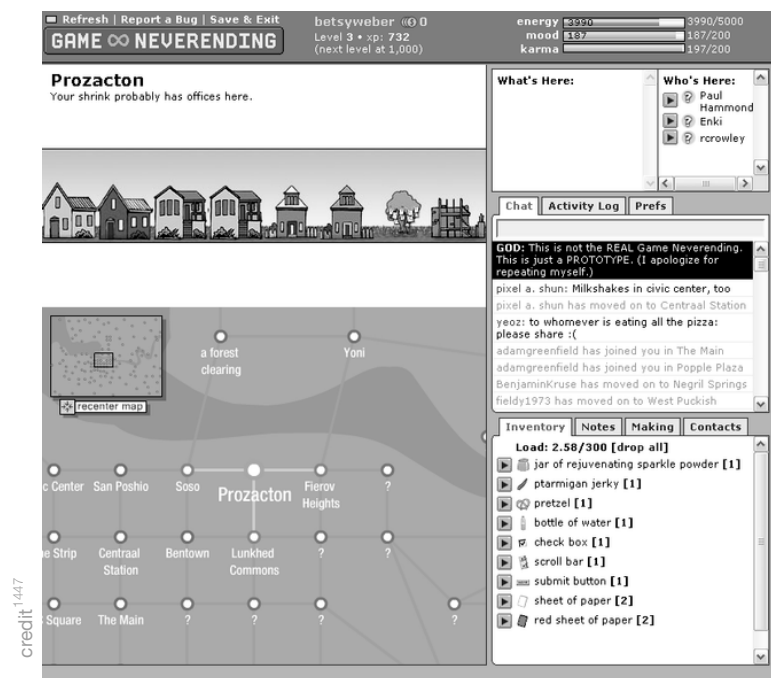 Refresh | Report a Bug | Save & Exit
GAME ∞ NEVERENDING
betsyweber 0
Level 3 • xp: 732
(next level at 1,000)
energy 3990 3990/5000
mood 187 187/200
karma 197/200
Prozacton
Your shrink probably has offices here.
What's Here:
Who's Here:
Paul
Hammond
Enki
rcrowley
Chat Activity Log Prefs
GOD: This is not the REAL Game Neverending.
This is just a PROTOTYPE. (I apologize for
repeating myself.)
pixel a. shun: Milkshakes in civic center, too
pixel a. shun has moved on to Centraal Station
yeoz: to whomever is eating all the pizza:
please share :(
adamgreenfield has joined you in The Main
adamgreenfield has joined you in Popple Plaza
BenjaminKruse has moved on to Negril Springs
fieldy1973 has moved on to West Puckish
recenter map
a forest
clearing
Yoni
c Center San Poshio Soso Prozacton Fierov
Heights
?
e Strip Centraal
Station
Bentown Lunkhed
Commons
? ?
Square The Main ? ? ? ?
Inventory Notes Making Contacts
Load: 2.58/300 [drop all]
jar of rejuvenating sparkle powder [1]
ptarmigan jerky [1]
pretzel [1]
bottle of water [1]
check box [1]
scroll bar [1]
submit button [1]
sheet of paper [2]
red sheet of paper [2]
credit1447